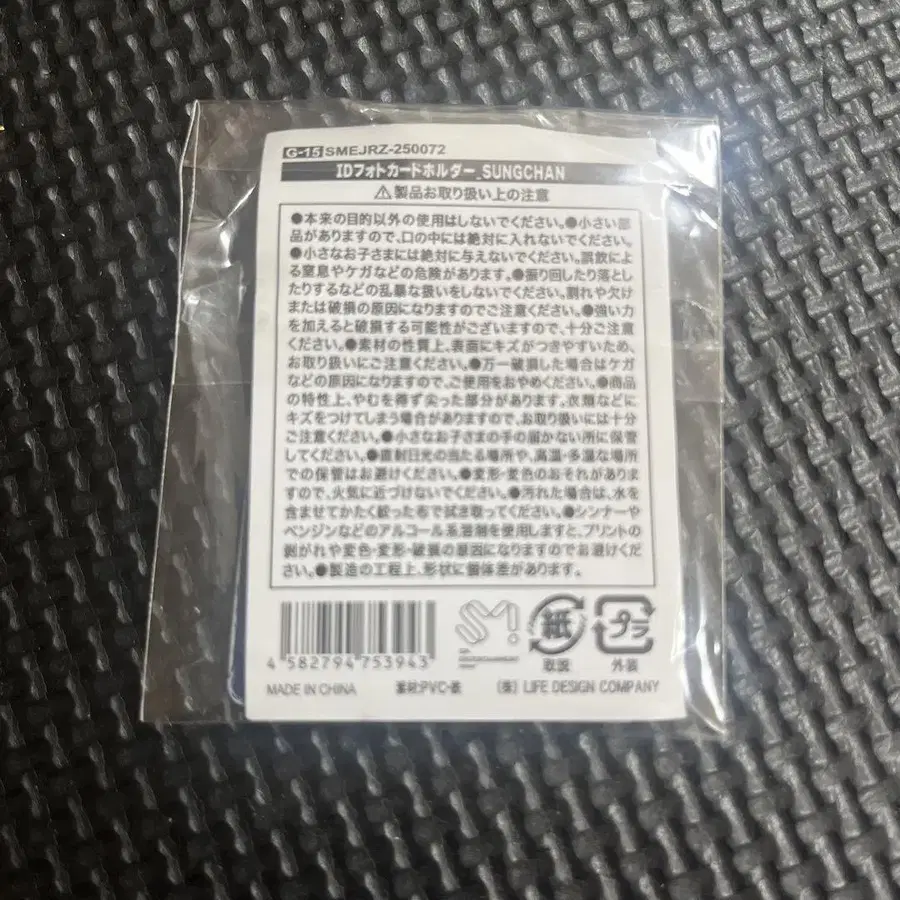 G-15 SMEJRZ-250072
IDフォトカードホルダー_SUNGCHAN
⚠製品お取り扱い上の注意
●本来の目的以外の使用はしないでください。●小さい部
品がありますので、口の中には絶対に入れないでください。
●小さなお子さまには絶対に与えないでください。誤飲によ
る窒息やケガなどの危険があります。●振り回したり落とし
たりするなどの乱暴な扱いをしないでください。割れや欠け
または破損の原因になりますのでご注意ください。●強い力
を加えると破損する可能性がございますので、十分ご注意
ください。●素材の性質上、表面にキズがつきやすいため、
お取り扱いにご注意ください。●万一破損した場合はケガ
などの原因になりますので、ご使用をおやめください。●商品
の特性上、やむを得ず尖った部分があります。衣類などに
キズをつけてしまう場合がありますので、お取り扱いには十分
ご注意ください。●小さなお子さまの手の届かない所に保管
してください。●直射日光の当たる場所や、高温・多湿な場所
での保管はお避けください。●変形・変色のおそれがありま
すので、火気に近づけないでください。●汚れた場合は、水を
含ませてかたく絞った布で拭き取ってください。●シンナーや
ベンジンなどのアルコール系溶剤を使用しますと、プリントの
剥がれや変色・変形・破損の原因になりますのでお避けくだ
さい。●製造の工程上、形状に個体差があります。
4 582794 753943
SM!
紙
取説
プラ
外装
MADE IN CHINA
素材:PVC・鉄
(株) LIFE DESIGN COMPANY